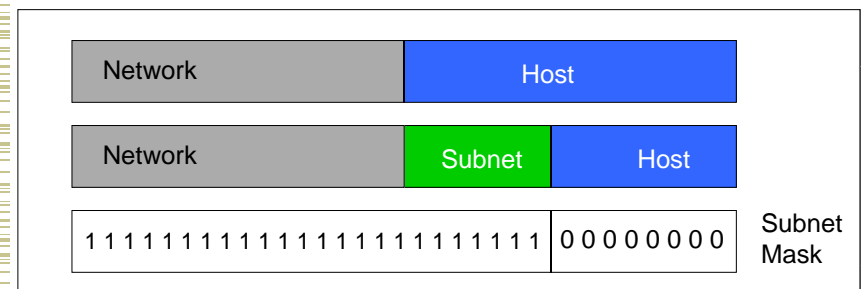 Network Host
Network Subnet Host
1 1 1 1 1 1 1 1 1 1 1 1 1 1 1 1 1 1 1 1 1 1 1 1 0 0 0 0 0 0 0 0
Subnet
Mask